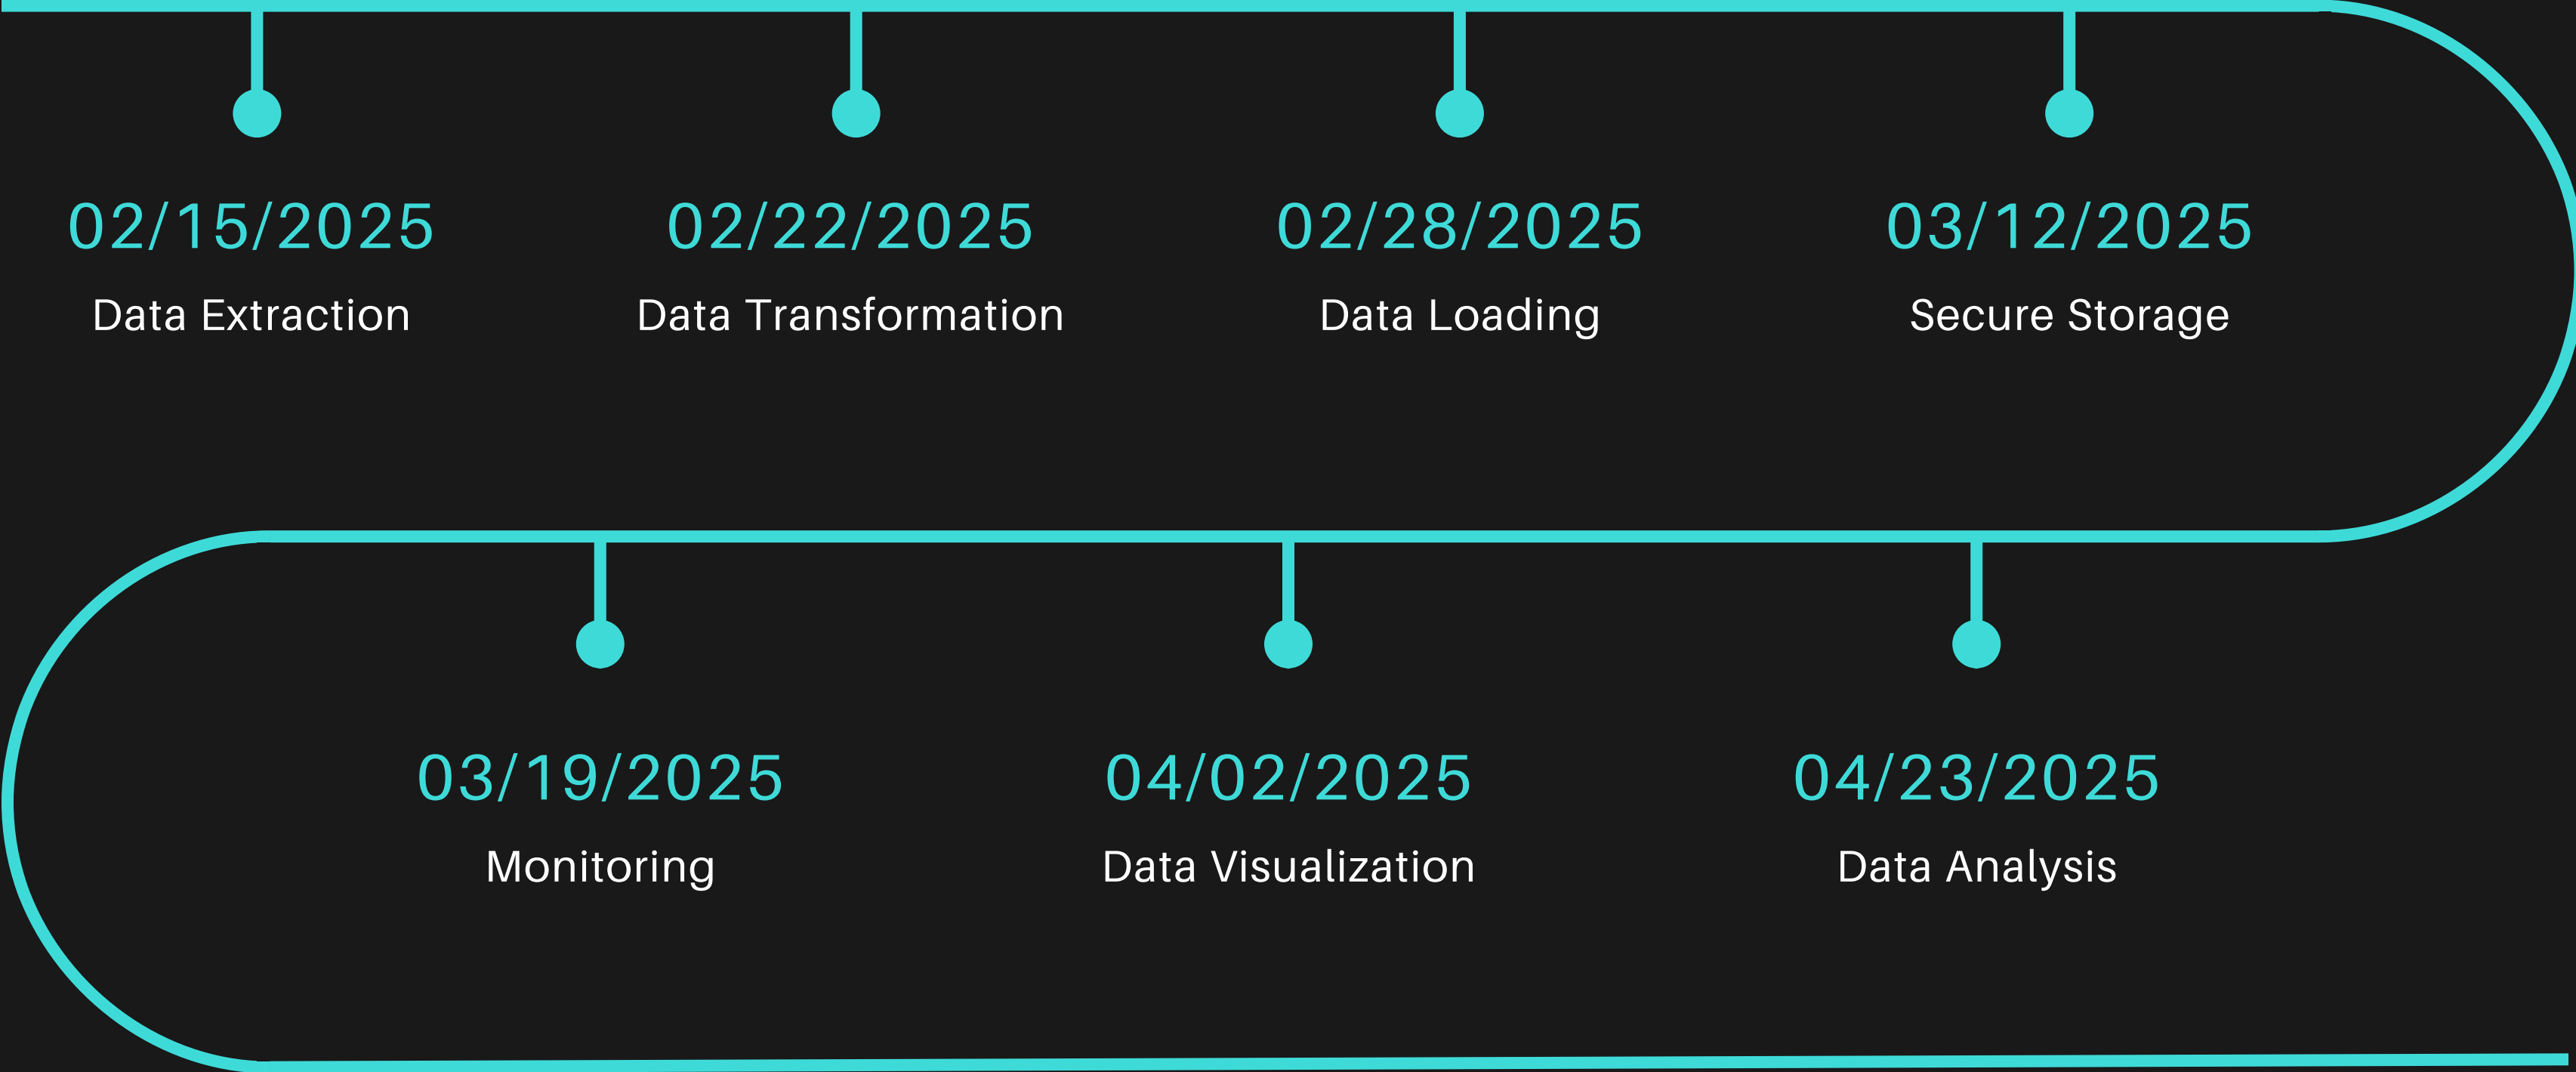 02/15/2025
Data Extraction
02/22/2025
Data Transformation
02/28/2025
Data Loading
03/12/2025
Secure Storage
03/19/2025
Monitoring
04/02/2025
Data Visualization
04/23/2025
Data Analysis